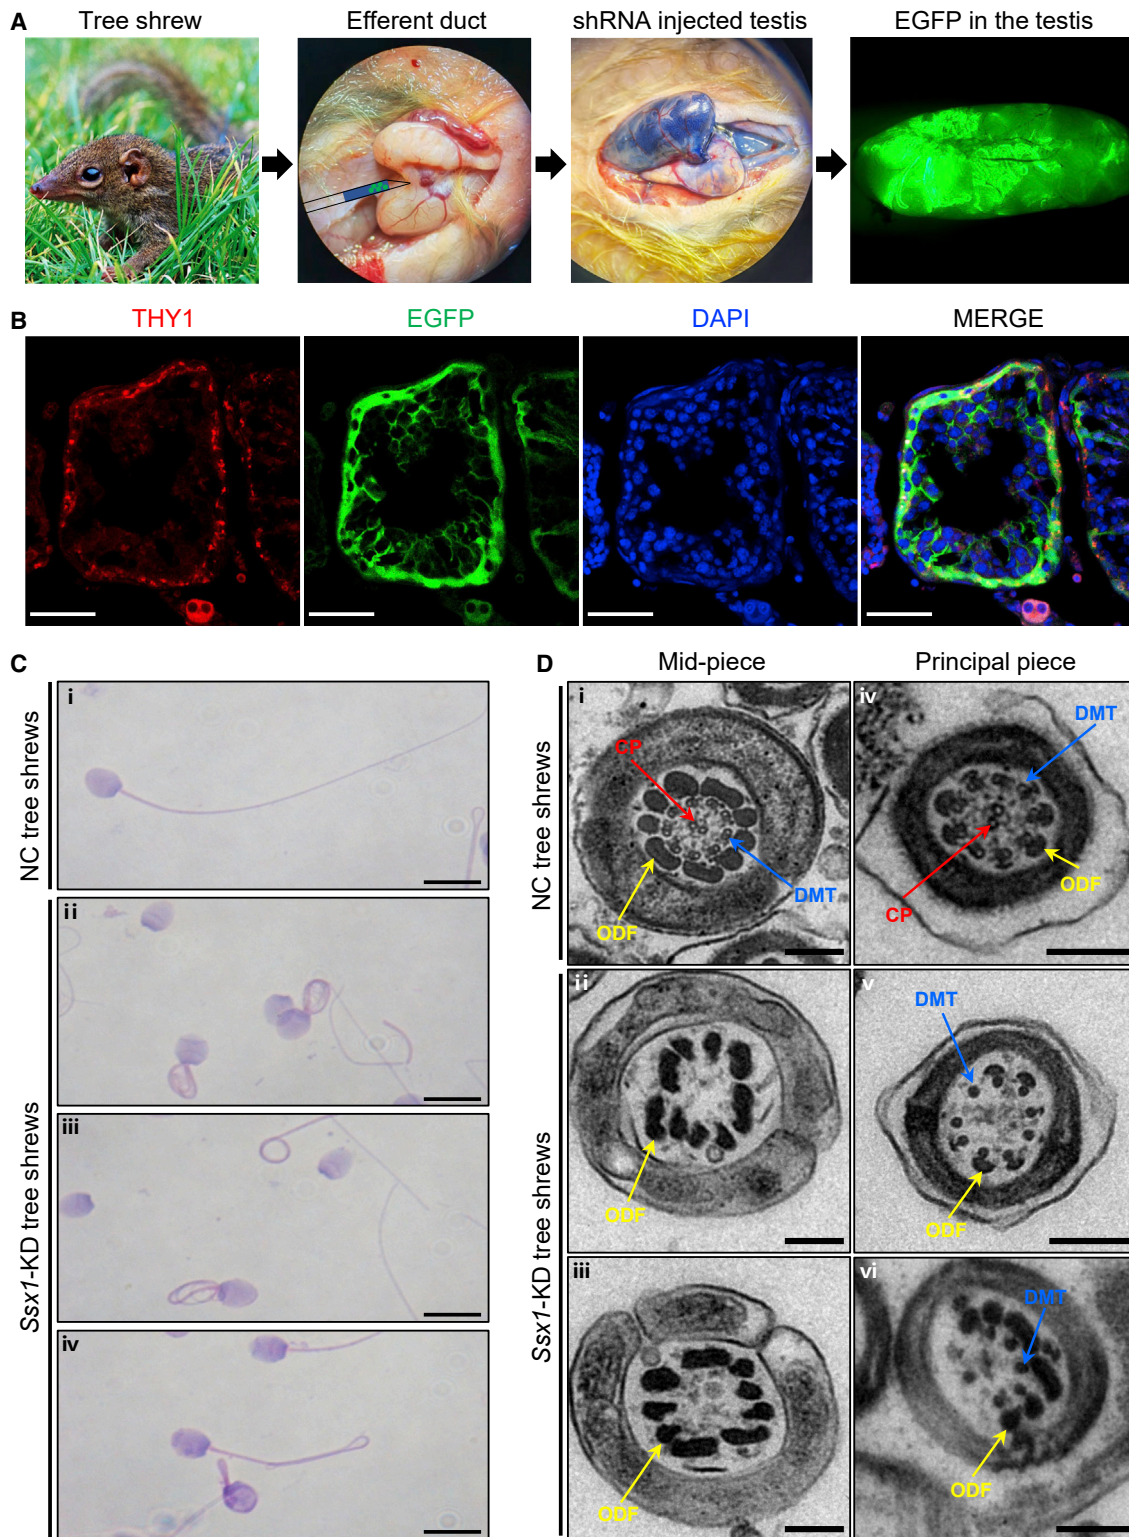 A
Tree shrew
Efferent duct
shRNA injected testis
EGFP in the testis
B
THY1
EGFP
DAPI
MERGE
C
NC tree shrews
i
Ssx1-KD tree shrews
ii
iii
iv
D
Mid-piece
Principal piece
NC tree shrews
i
CP
DMT
ODF
iv
DMT
ODF
CP
Ssx1-KD tree shrews
ii
ODF
v
DMT
ODF
iii
ODF
vi
DMT
ODF